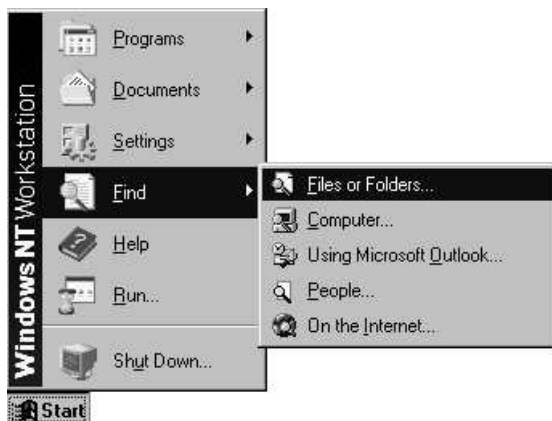 Windows NT Workstation
Programs
Documents
Settings
Find
Help
Run...
Shut Down...
Files or Folders...
Computer...
Using Microsoft Outlook...
People...
On the Internet...
Start